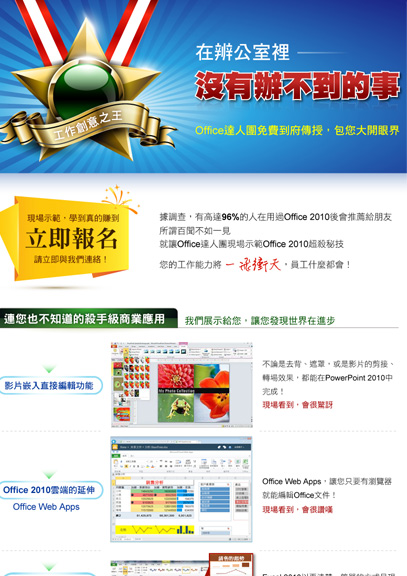 在辦公室裡
沒有辦不到的事
Office達人團免費到府傳授，包您大開眼界
工作創意之王
現場示範，學到真的賺到
立即報名
請立即與我們連絡！
據調查，有高達96%的人在用過Office 2010後會推薦給朋友
所謂百聞不如一見
就讓Office達人團現場示範Office 2010超殺秘技
您的工作能力將 一飛衝天，員工什麼都會！
連您也不知道的殺手級商業應用
我們展示給您，讓您發現世界在進步
影片嵌入直接編輯功能
My Photo Collection
不論是去背、遮罩，或是影片的剪接、
轉場效果，都能在PowerPoint 2010中
完成！
現場看到，會很驚訝
Office 2010雲端的延伸
Office Web Apps
銷售分析
Office Web Apps，讓您只要有瀏覽器
就能編輯Office文件！
現場看到，會很讚嘆